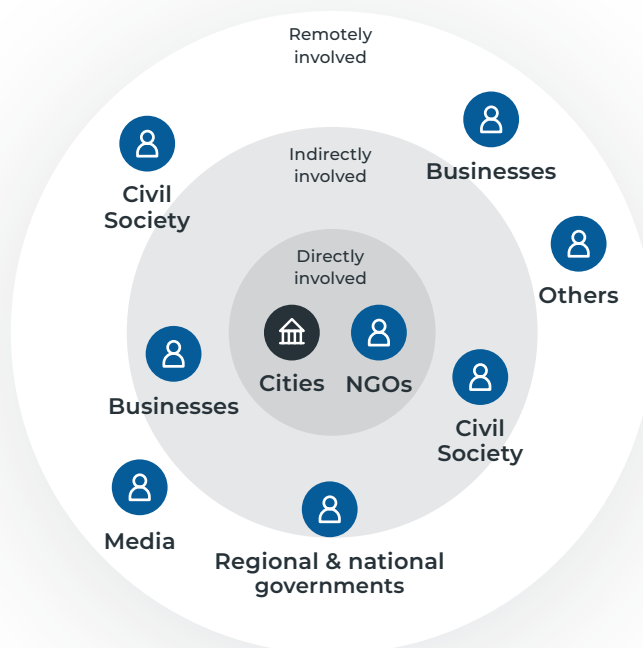 Remotely
involved
Businesses
Civil
Society
Indirectly
involved
Others
Directly
involved
Cities
NGOs
Businesses
Civil
Society
Media
Regional & national
governments